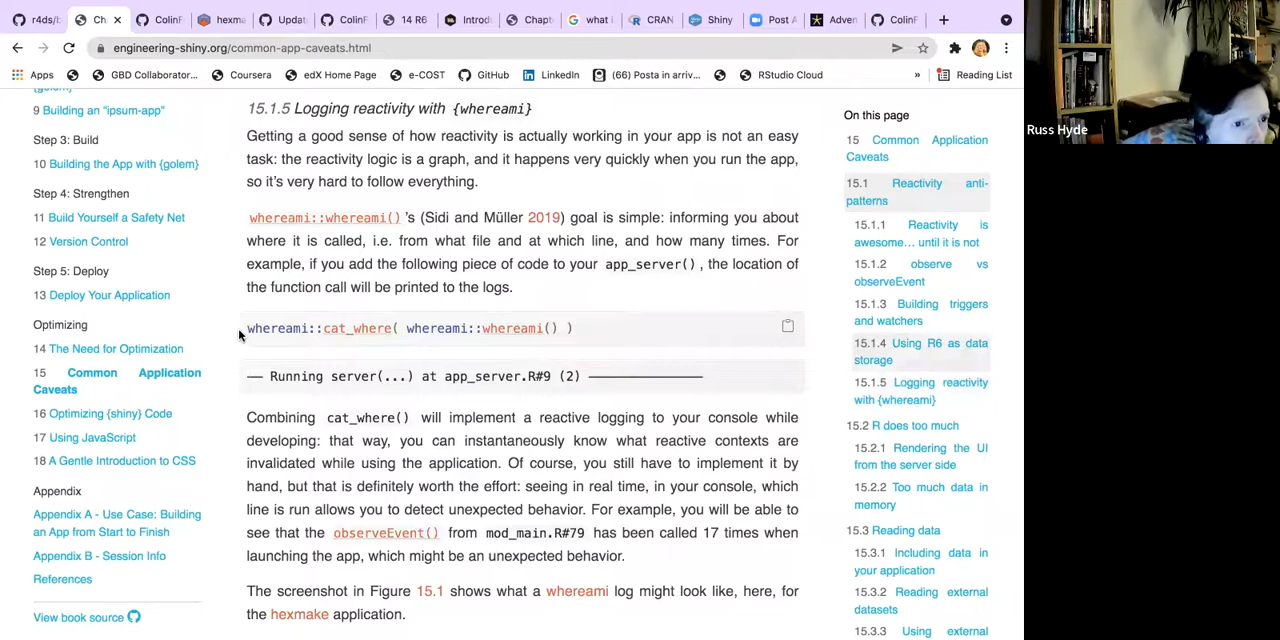 r4ds/b
Ch
ColinF
hexma
Updat
ColinF
14 R6
Introd
Chapt
what i
CRAN
Shiny
Post A
Adven
ColinF
engineering-shiny.org/common-app-caveats.html
Apps
GBD Collaborator...
Coursera
edX Home Page
e-COST
GitHub
LinkedIn
(66) Posta in arriv...
RStudio Cloud
»
Reading List
{golem}
9 Building an “ipsum-app”
Step 3: Build
10 Building the App with {golem}
Step 4: Strengthen
11 Build Yourself a Safety Net
12 Version Control
Step 5: Deploy
13 Deploy Your Application
Optimizing
14 The Need for Optimization
15 Common Application
Caveats
16 Optimizing {shiny} Code
17 Using JavaScript
18 A Gentle Introduction to CSS
Appendix
Appendix A - Use Case: Building
an App from Start to Finish
Appendix B - Session Info
References
View book source
15.1.5 Logging reactivity with {whereami}
Getting a good sense of how reactivity is actually working in your app is not an easy
task: the reactivity logic is a graph, and it happens very quickly when you run the app,
so it’s very hard to follow everything.
whereami::whereami() ’s (Sidi and Müller 2019) goal is simple: informing you about
where it is called, i.e. from what file and at which line, and how many times. For
example, if you add the following piece of code to your app_server() , the location of
the function call will be printed to the logs.
whereami::cat_where( whereami::whereami() )
── Running server(...) at app_server.R#9 (2) ───────────────
Combining cat_where() will implement a reactive logging to your console while
developing: that way, you can instantaneously know what reactive contexts are
invalidated while using the application. Of course, you still have to implement it by
hand, but that is definitely worth the effort: seeing in real time, in your console, which
line is run allows you to detect unexpected behavior. For example, you will be able to
see that the observeEvent() from mod_main.R#79 has been called 17 times when
launching the app, which might be an unexpected behavior.
The screenshot in Figure 15.1 shows what a whereami log might look like, here, for
the hexmake application.
On this page
15 Common Application
Caveats
15.1 Reactivity anti-
patterns
15.1.1 Reactivity is
awesome… until it is not
15.1.2 observe vs
observeEvent
15.1.3 Building triggers
and watchers
15.1.4 Using R6 as data
storage
15.1.5 Logging reactivity
with {whereami}
15.2 R does too much
15.2.1 Rendering the UI
from the server side
15.2.2 Too much data in
memory
15.3 Reading data
15.3.1 Including data in
your application
15.3.2 Reading external
datasets
15.3.3 Using external
Russ Hyde